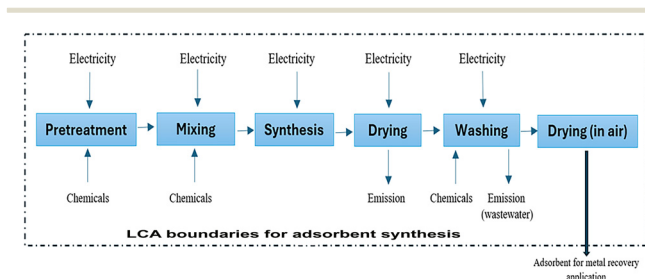 Electricity Electricity Electricity Electricity Electricity
Pretreatment Mixing Synthesis Drying Washing Drying (in air)
Chemicals Chemicals Emission Chemicals Emission
(wastewater)
LCA boundaries for adsorbent synthesis
Adsorbent for metal recovery
application